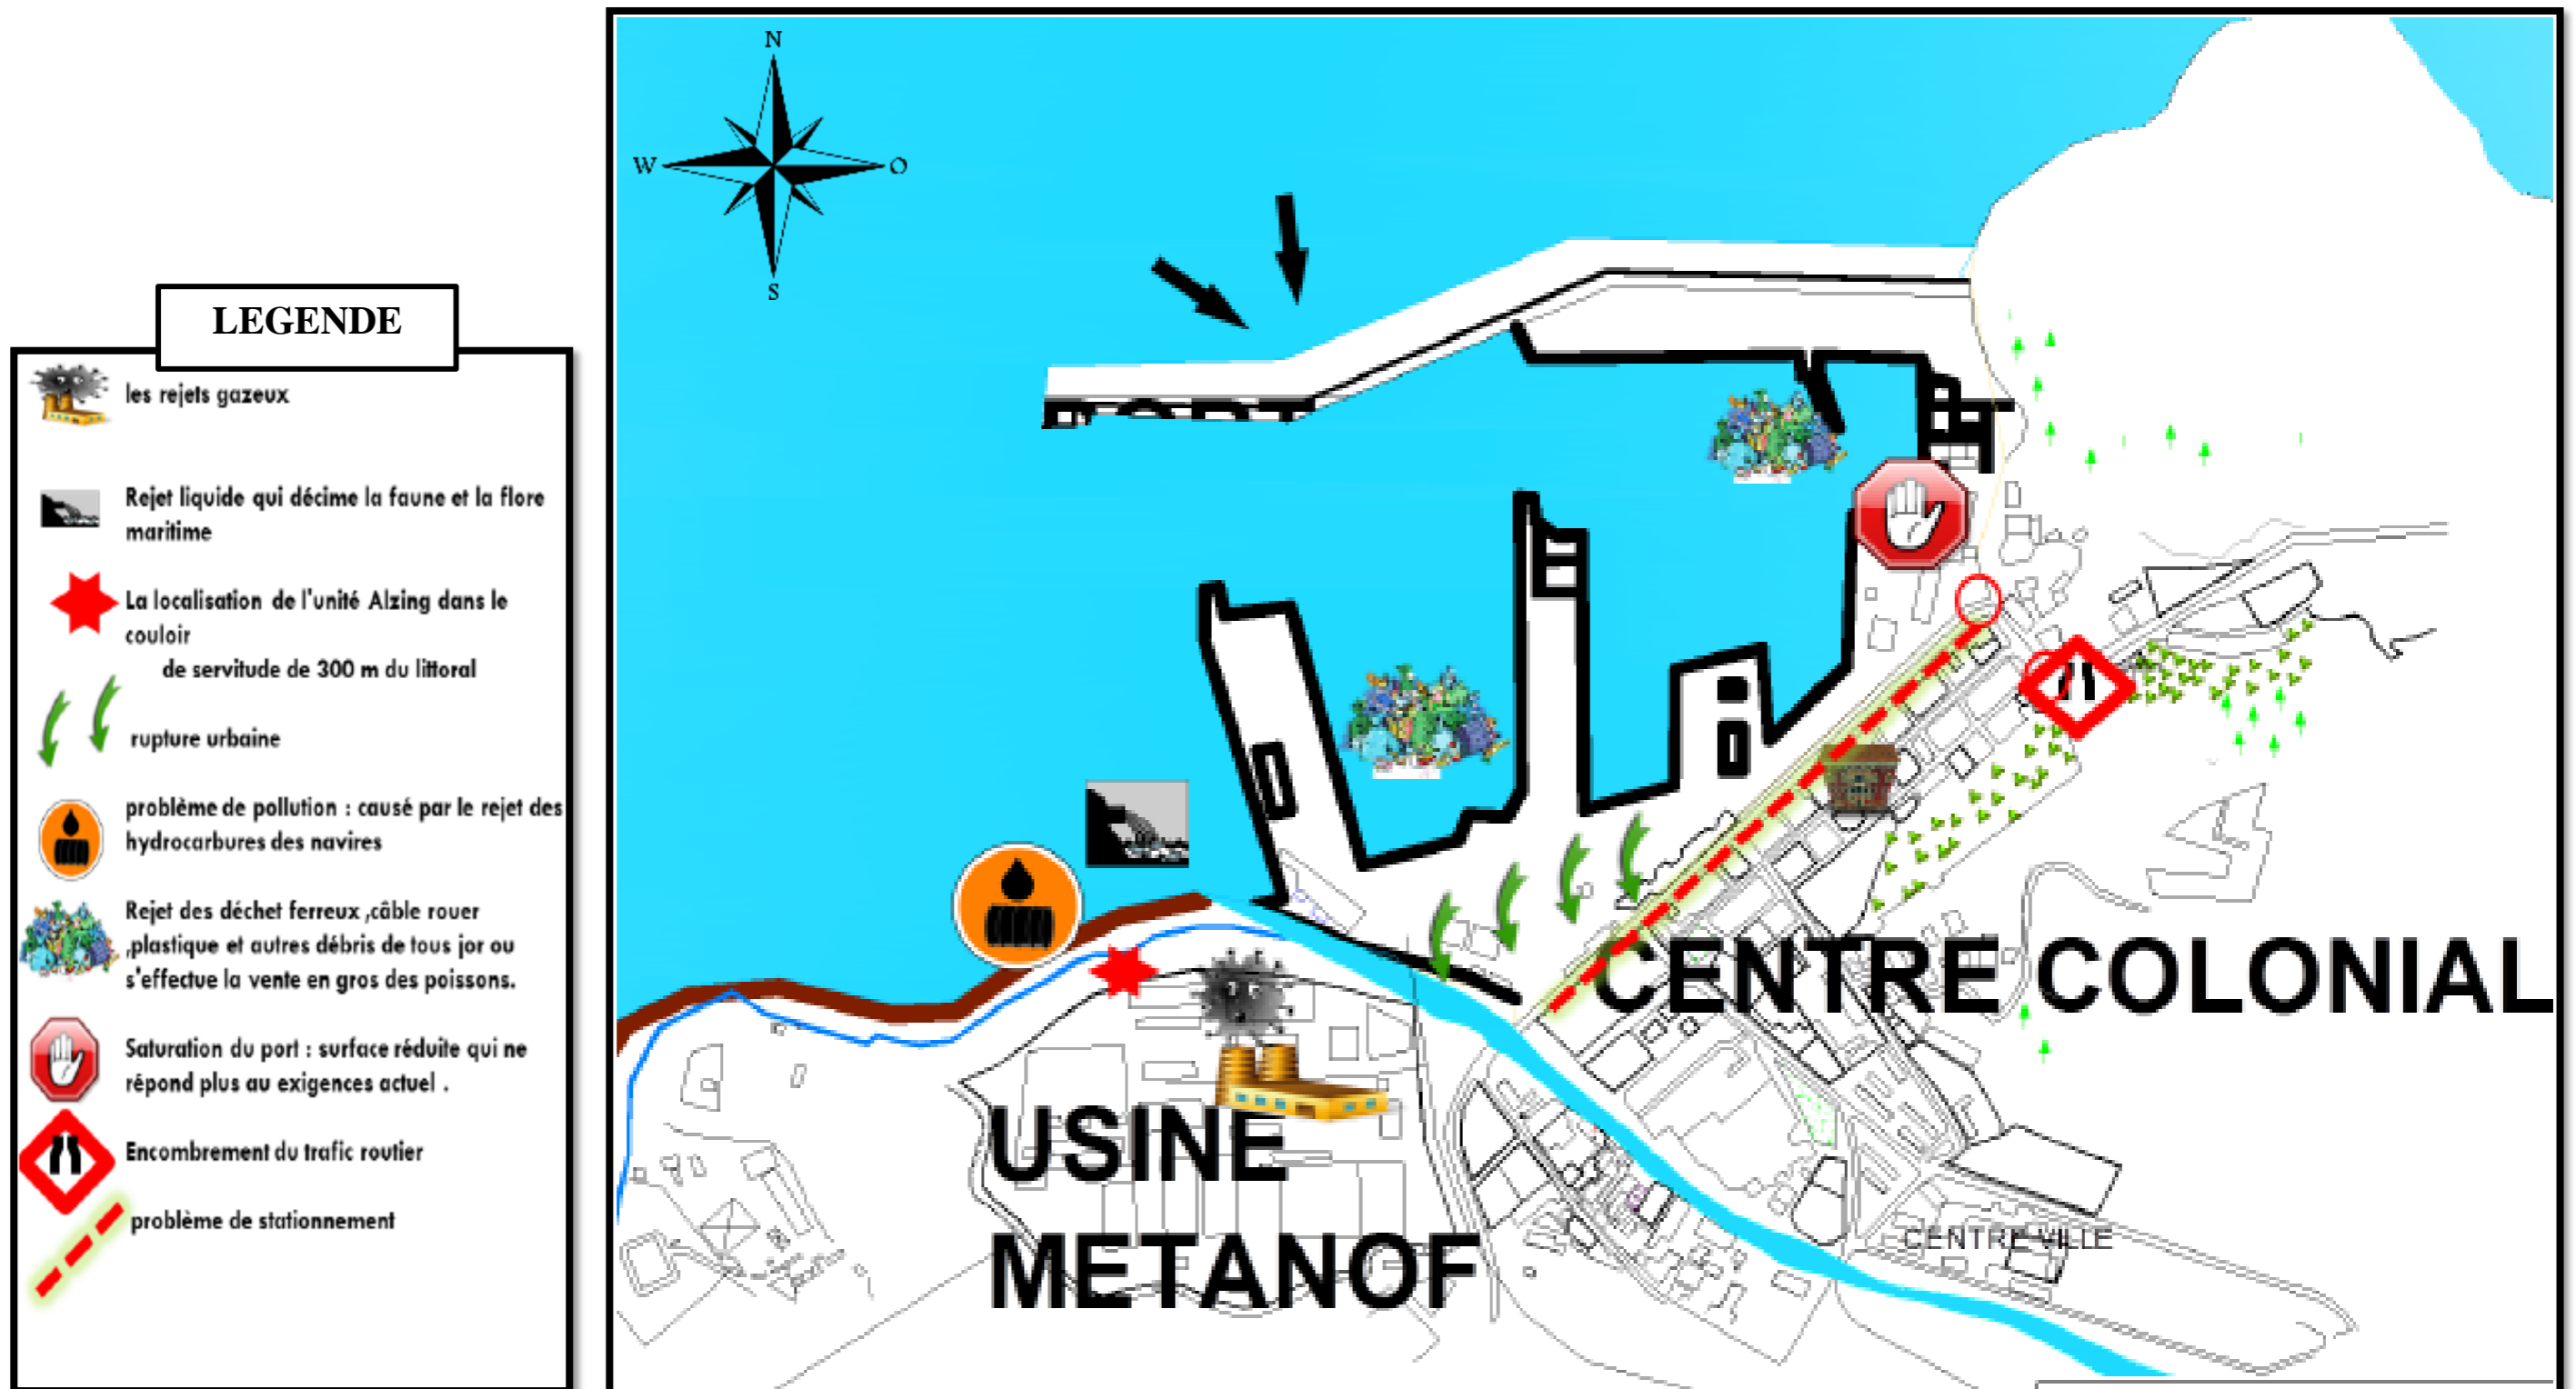 LEGENDE
les rejets gazeux
Rejet liquide qui décime la faune et la flore
maritime
La localisation de l'unité Alzing dans le
couloir
de servitude de 300 m du littoral
rupture urbaine
problème de pollution : causé par le rejet des
hydrocarbures des navires
Rejet des déchet ferreux ,câble rouer
,plastique et autres débris de tous jor ou
s'effectue la vente en gros des poissons.
Saturation du port : surface réduite qui ne
répond plus au exigences actuel .
Encombrement du trafic routier
problème de stationnement
N
W
O
S
CENTRE COLONIAL
USINE
METANOF
CENTRE VILLE